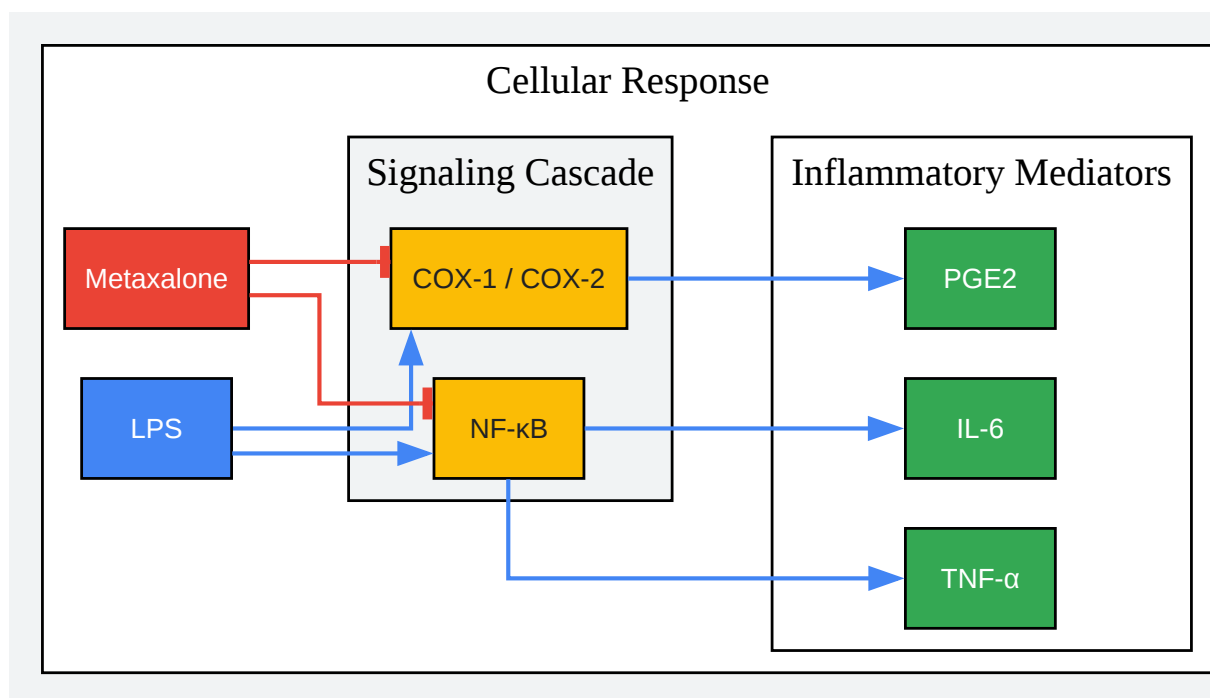 Cellular Response
Signaling Cascade
Inflammatory Mediators
Metaxalone
COX-1 / COX-2
PGE2
LPS
NF-κB
IL-6
TNF-α